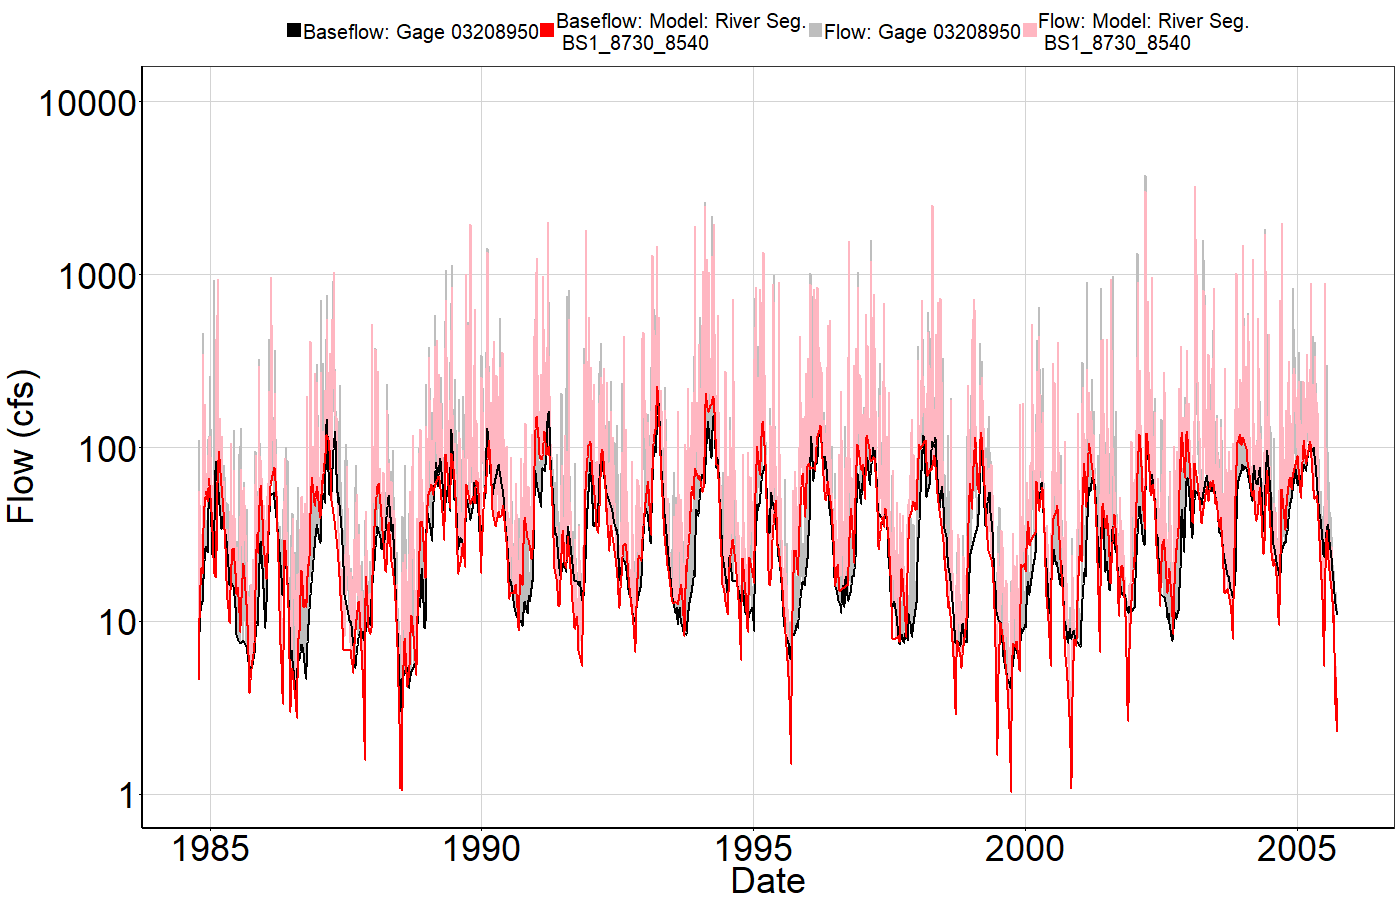 Baseflow: Gage 03208950
Baseflow: Model: River Seg.
BS1_8730_8540
Flow: Gage 03208950
Flow: Model: River Seg.
BS1_8730_8540
10000
1000
100
10
1
Flow (cfs)
1985
1990
1995
2000
2005
Date